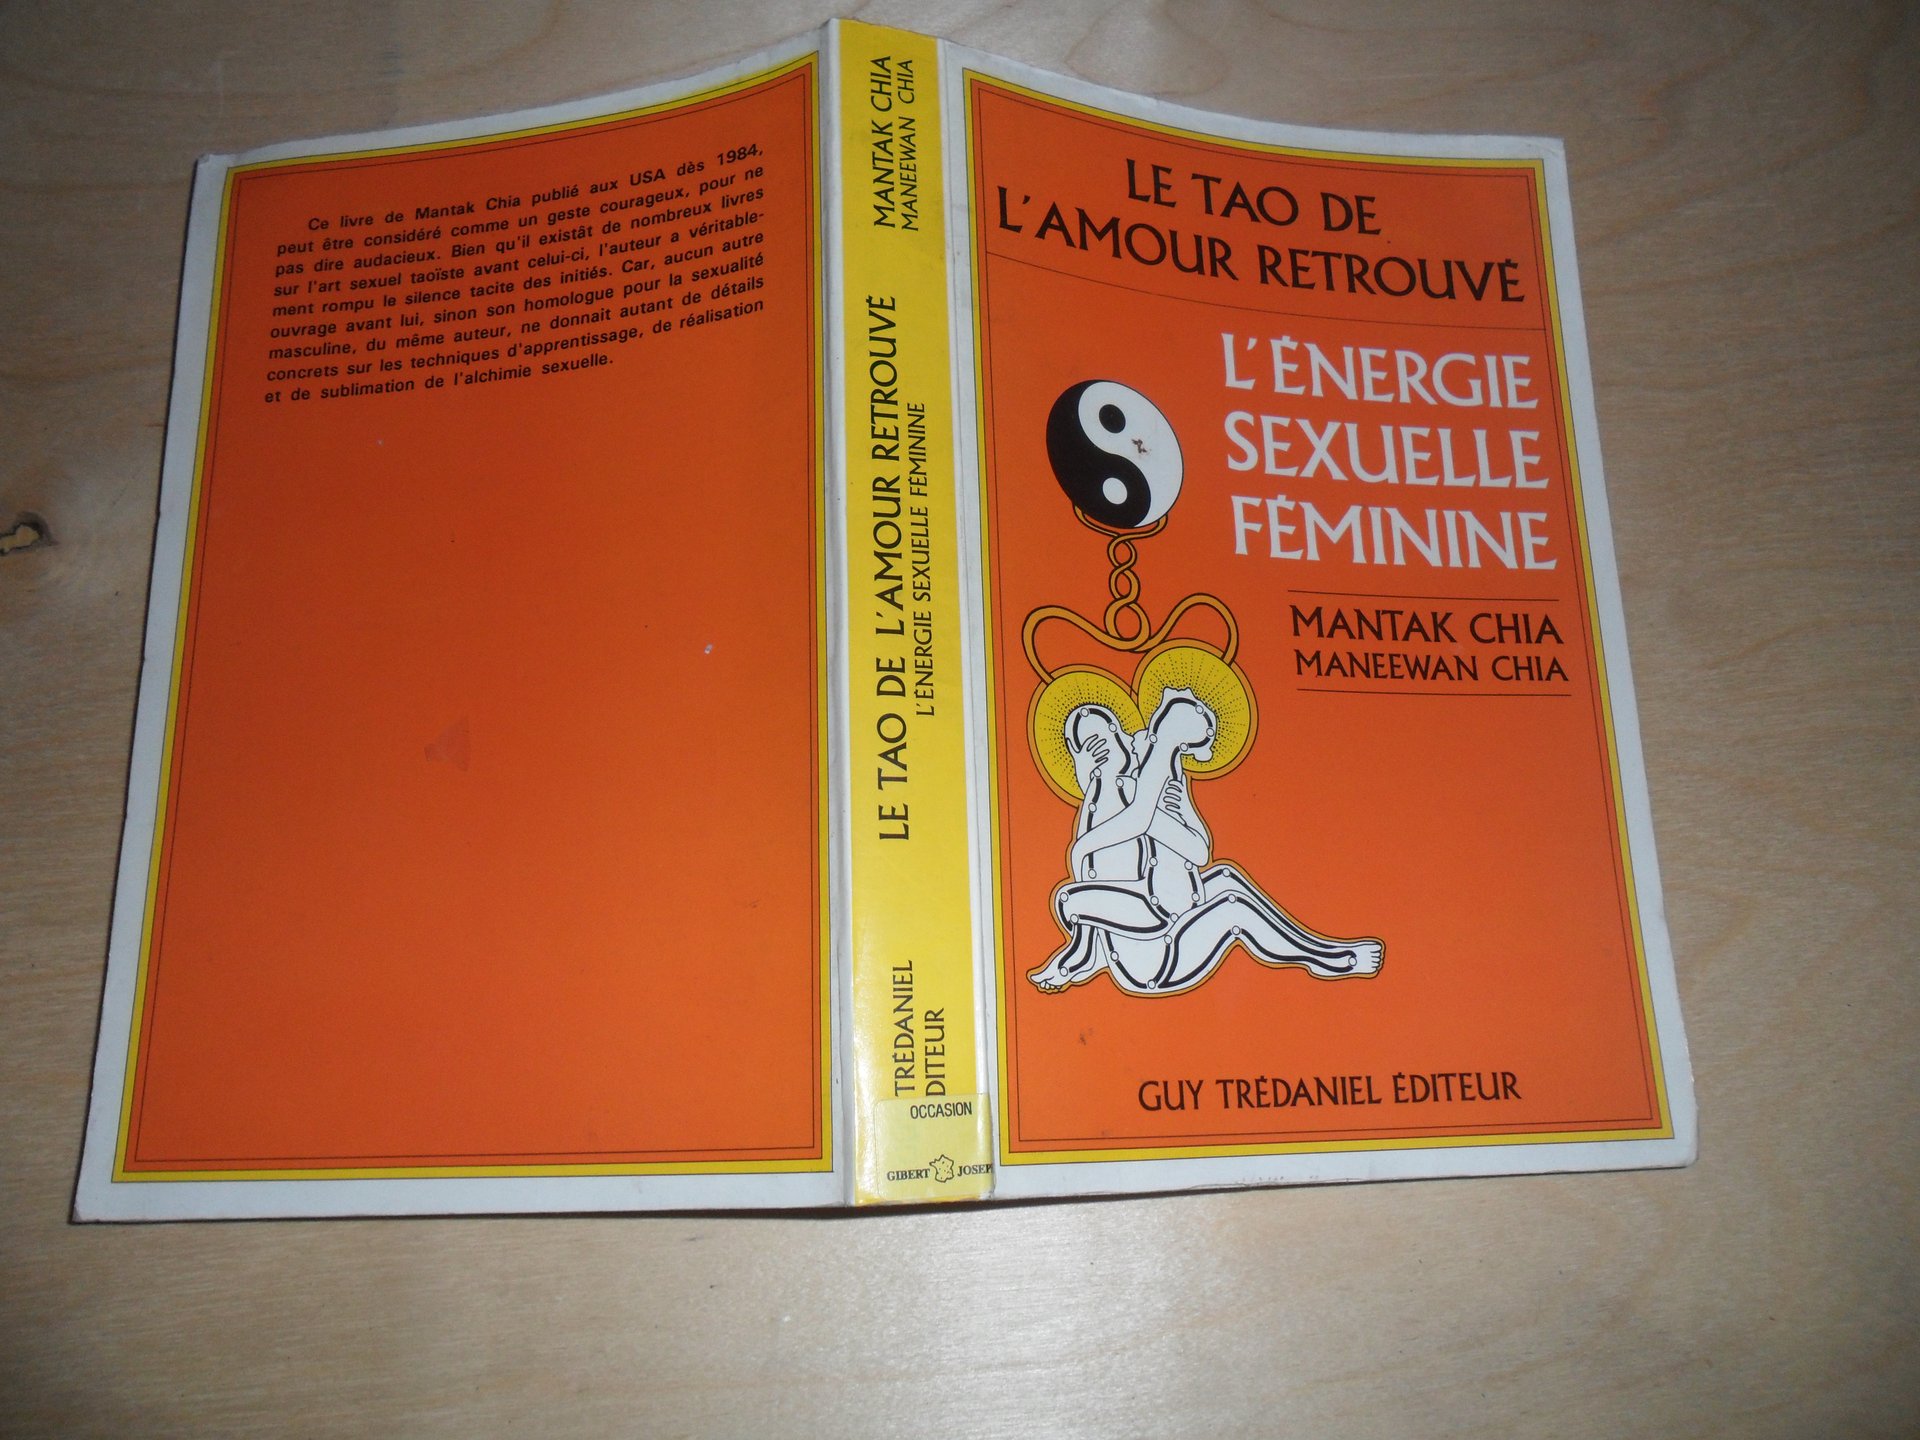 Ce livre de Mantak Chia publié aux USA dès 1984,
peut être considéré comme un geste courageux, pour ne
pas dire audacieux. Bien qu'il existât de nombreux livres
sur l'art sexuel taoïste avant celui-ci, l'auteur a véritable-
ment rompu le silence tacite des initiés. Car, aucun autre
ouvrage avant lui, sinon son homologue pour la sexualité
masculine, du même auteur, ne donnait autant de détails
concrets sur les techniques d'apprentissage, de réalisation
et de sublimation de l'alchimie sexuelle.
MANTAK CHIA
MANEEWAN CHIA
LE TAO DE L'AMOUR RETROUVÉ
L'ÉNERGIE SEXUELLE FÉMININE
TRÉDANIEL
DITEUR
OCCASION
GIBERT JOSEP
LE TAO DE
L'AMOUR RETROUVÉ
L'ÉNERGIE
SEXUELLE
FÉMININE
MANTAK CHIA
MANEEWAN CHIA
GUY TRÉDANIEL ÉDITEUR